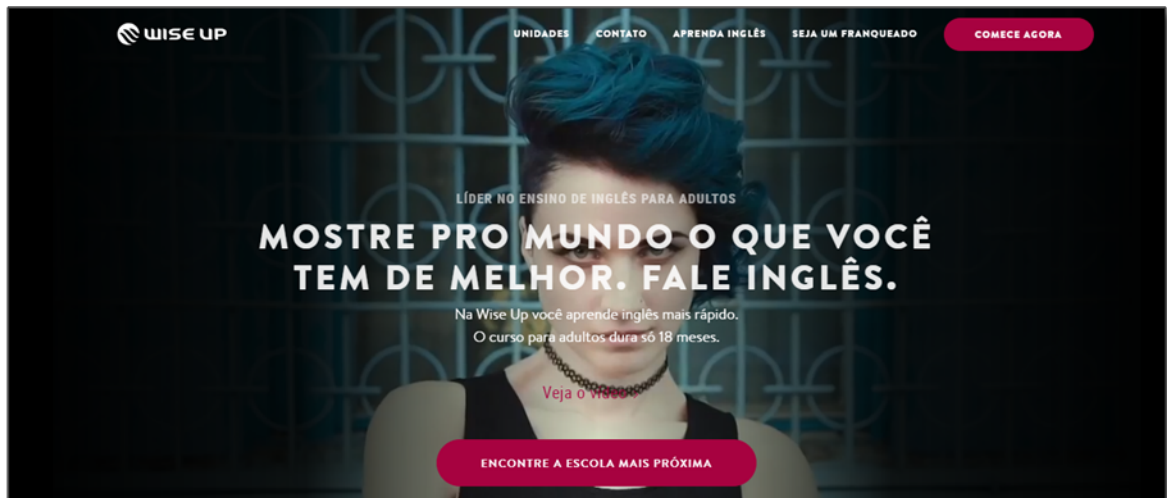 WISE UP
UNIDADES CONTATO APRENDA INGLÊS SEJA UM FRANQUEADO COMECE AGORA
LÍDER NO ENSINO DE INGLÊS PARA ADULTOS
MOSTRE PRO MUNDO O QUE VOCÊ
TEM DE MELHOR. FALE INGLÊS.
Na Wise Up você aprende inglês mais rápido.
O curso para adultos dura só 18 meses.
Veja o vídeo
ENCONTRE A ESCOLA MAIS PRÓXIMA